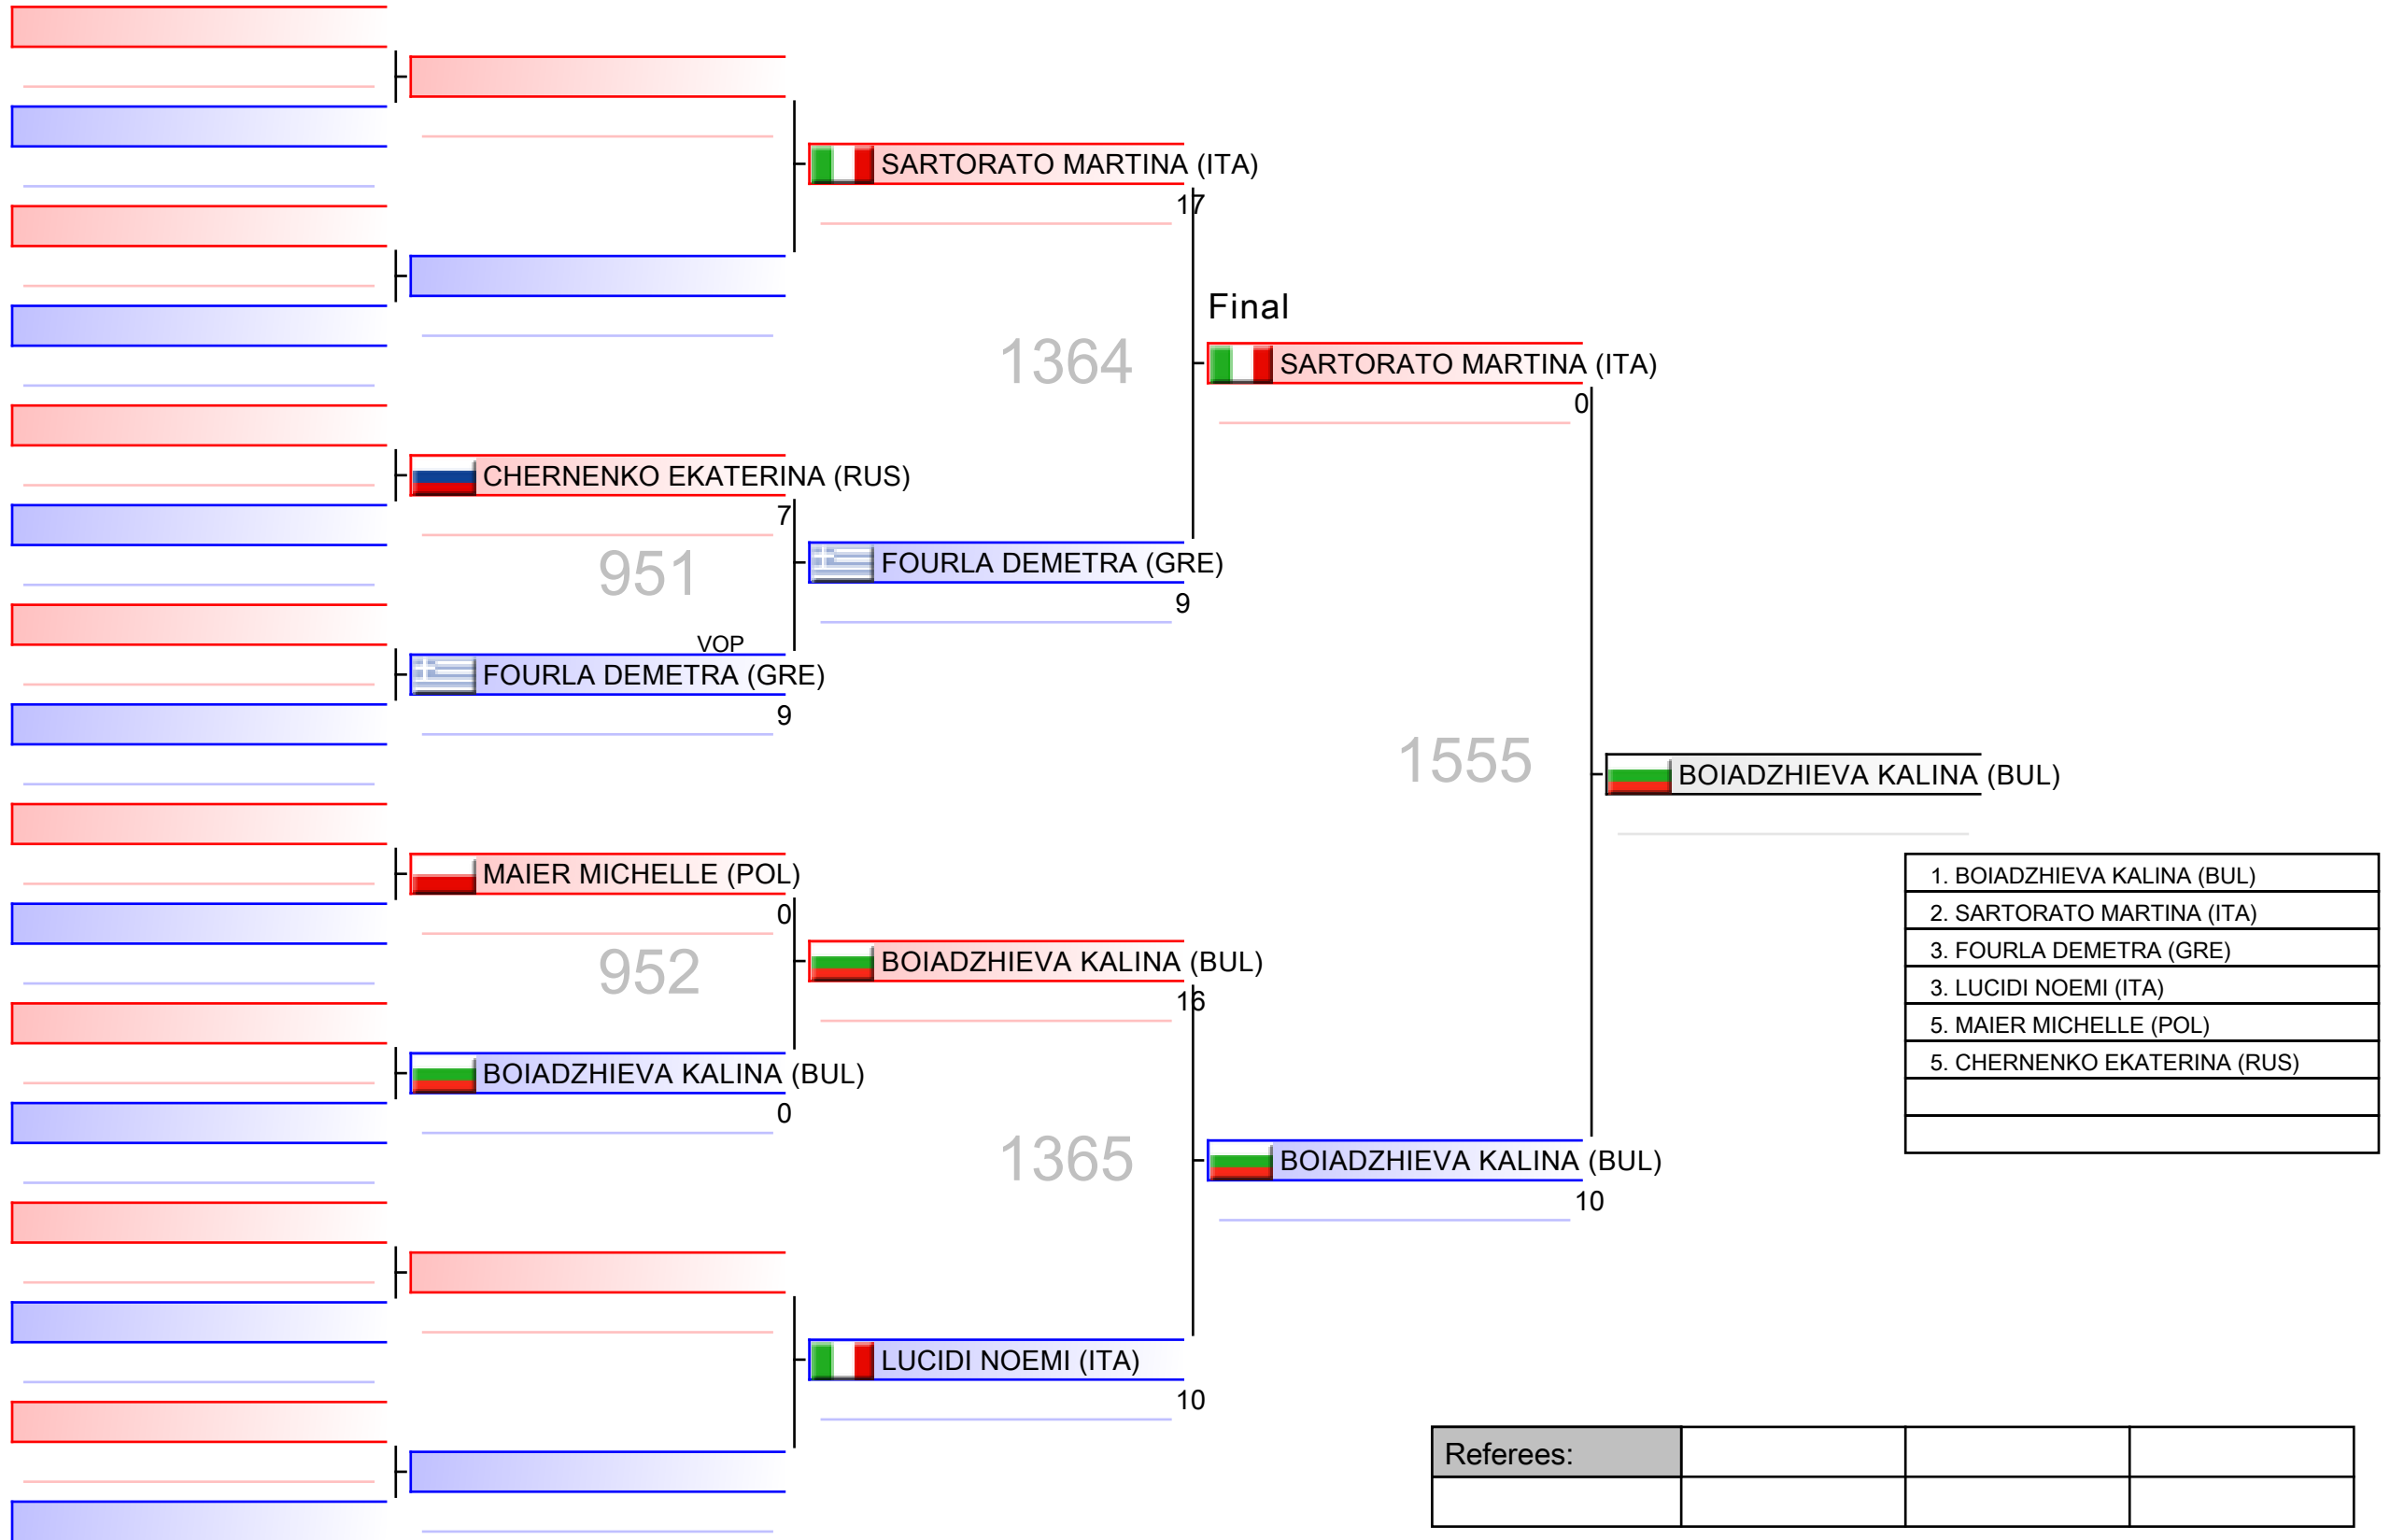 SARTORATO MARTINA (ITA)
17
Final
1364
SARTORATO MARTINA (ITA)
0
CHERNENKO EKATERINA (RUS)
7
951
FOURLA DEMETRA (GRE)
9
VOP
FOURLA DEMETRA (GRE)
9
1555
BOIADZHIEVA KALINA (BUL)
MAIER MICHELLE (POL)
0
952
BOIADZHIEVA KALINA (BUL)
16
BOIADZHIEVA KALINA (BUL)
0
1365
BOIADZHIEVA KALINA (BUL)
10
LUCIDI NOEMI (ITA)
10
1. BOIADZHIEVA KALINA (BUL)
2. SARTORATO MARTINA (ITA)
3. FOURLA DEMETRA (GRE)
3. LUCIDI NOEMI (ITA)
5. MAIER MICHELLE (POL)
5. CHERNENKO EKATERINA (RUS)
Referees: